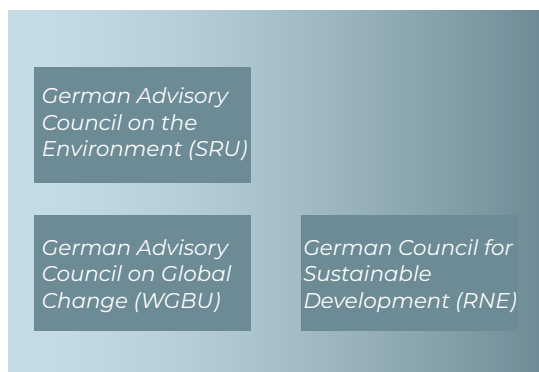 German Advisory
Council on the
Environment (SRU)
German Advisory
Council on Global
Change (WGBU)
German Council for
Sustainable
Development (RNE)